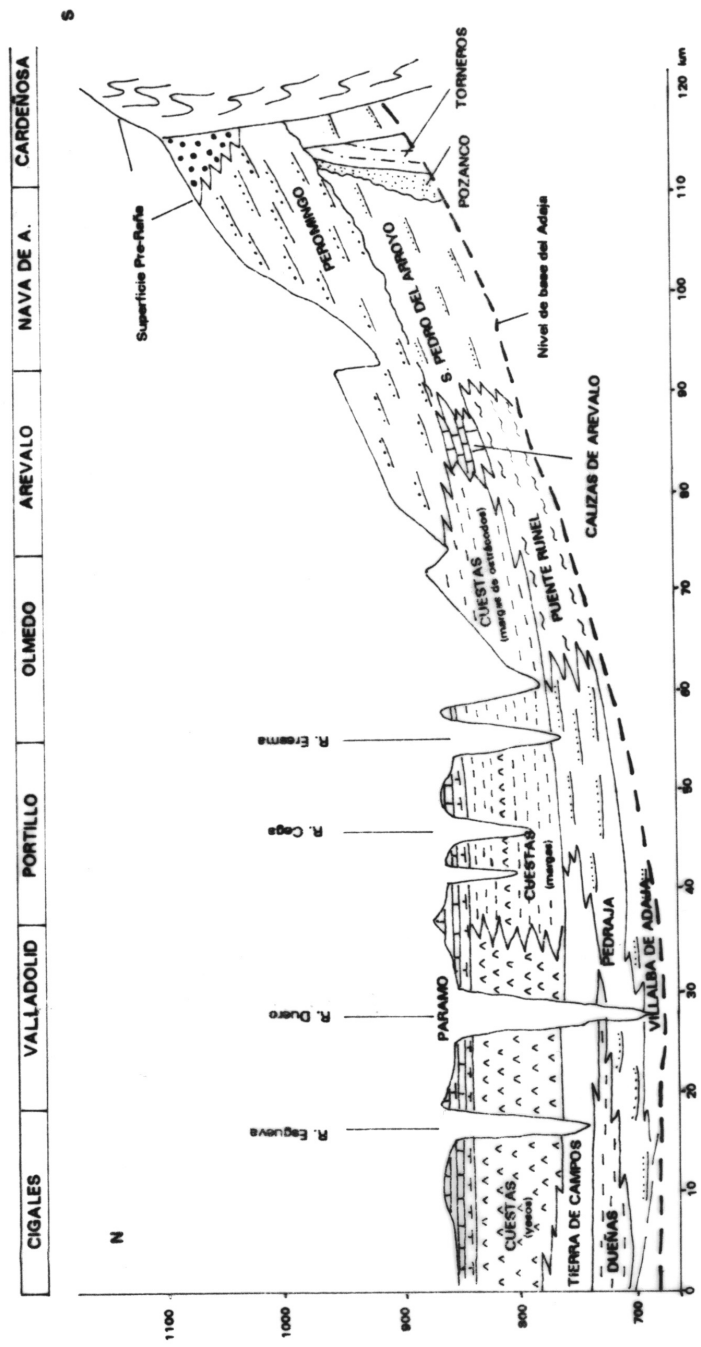 CIGALES
VALLADOLID
PORTILLO
OLMEDO
AREVALO
NAVA DE A.
CARDEÑOSA
N
S
R. Esgueva
R. Duero
R. Cega
R. Eresma
Superficie Pre-Raña
PARAMO
CUESTAS
(yesos)
CUESTAS
(margas)
CUESTAS
(margas de ostrácodos)
TIERRA DE CAMPOS
DUEÑAS
PEDRAJA
VILLALBA DE ADAJA
PUENTE RUNEL
CALIZAS DE AREVALO
S. PEDRO DEL ARROYO
PEROMINGO
Nivel de base del Adaja
POZANCO
TORNEROS
1100
1000
900
800
700
0
10
20
30
40
50
60
70
80
90
100
110
120 km